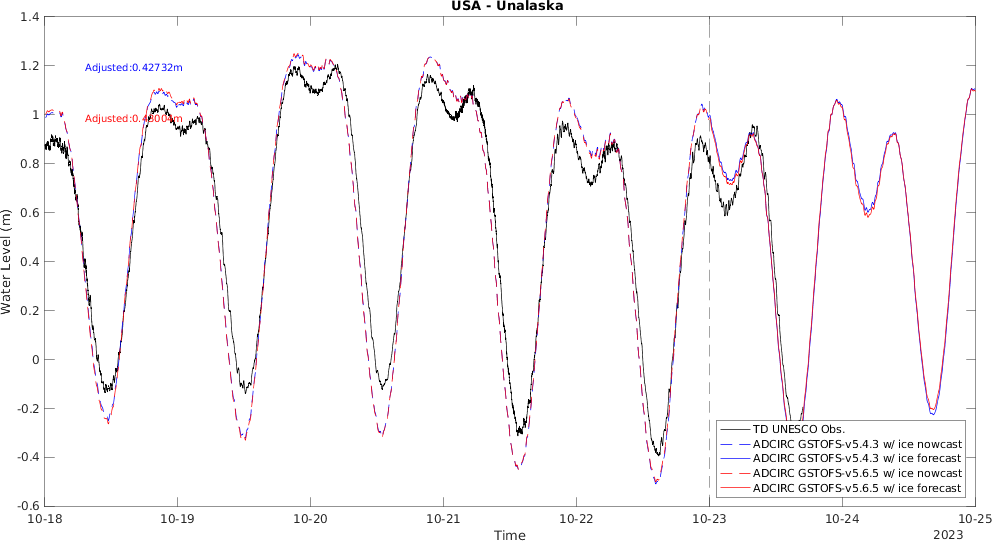 USA - Unalaska
1.4
1.2
1
0.8
0.6
0.4
0.2
0
-0.2
-0.4
-0.6
Water Level (m)
Adjusted:0.42732m
TD UNESCO Obs.
ADCIRC GSTOFS-v5.4.3 w/ ice nowcast
ADCIRC GSTOFS-v5.4.3 w/ ice forecast
ADCIRC GSTOFS-v5.6.5 w/ ice nowcast
ADCIRC GSTOFS-v5.6.5 w/ ice forecast
10-18 10-19 10-20 10-21 10-22 10-23 10-24 10-25
Time
2023